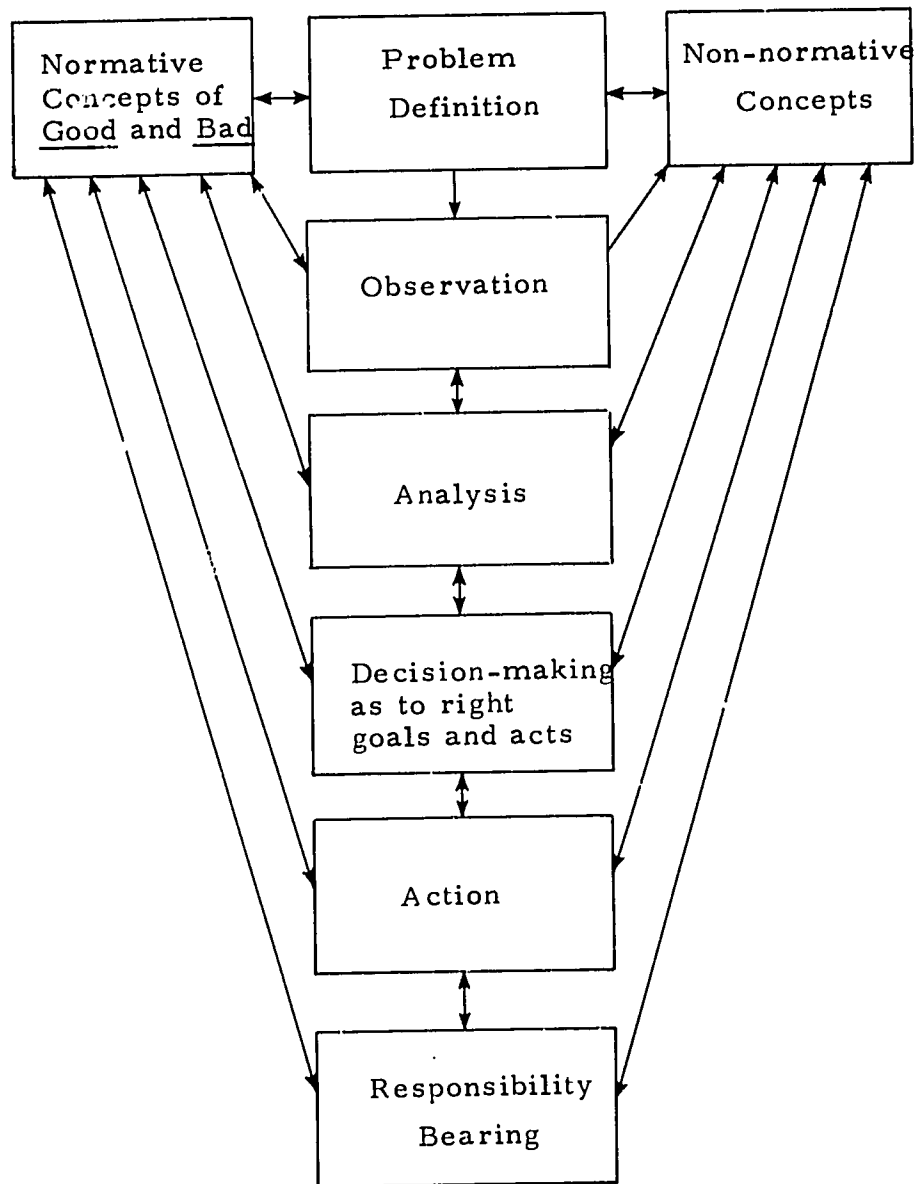 Normative
Concepts of
Good and Bad
Problem
Definition
Non-normative
Concepts
Observation
Analysis
Decision-making
as to right
goals and acts
Action
Responsibility
Bearing